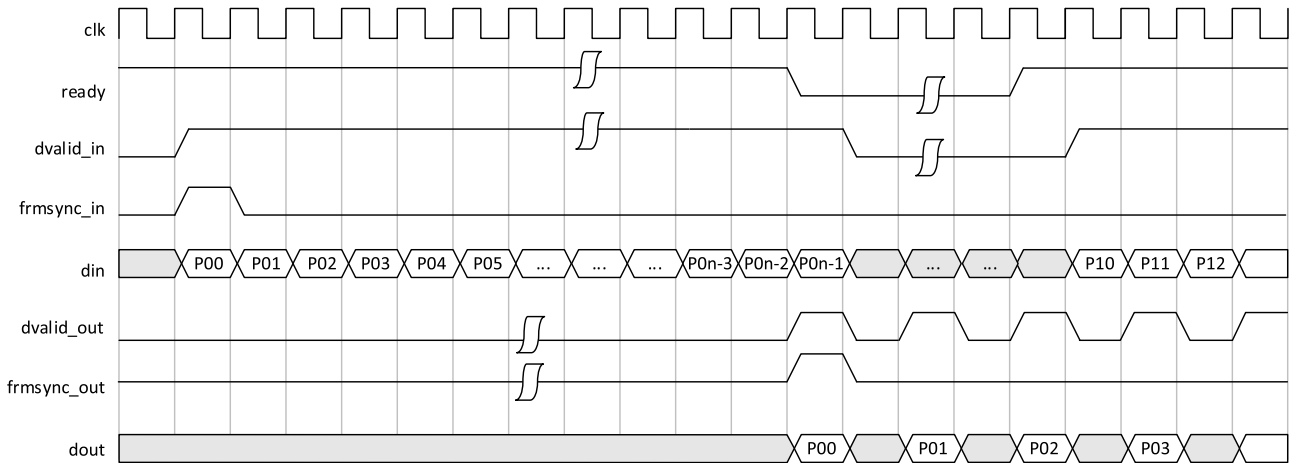 clk
ready
dvalid_in
frmsync_in
din P00 P01 P02 P03 P04 P05 ... ... ... P0n-3 P0n-2 P0n-1 ... ... P10 P11 P12
dvalid_out
frmsync_out
dout P00 P01 P02 P03